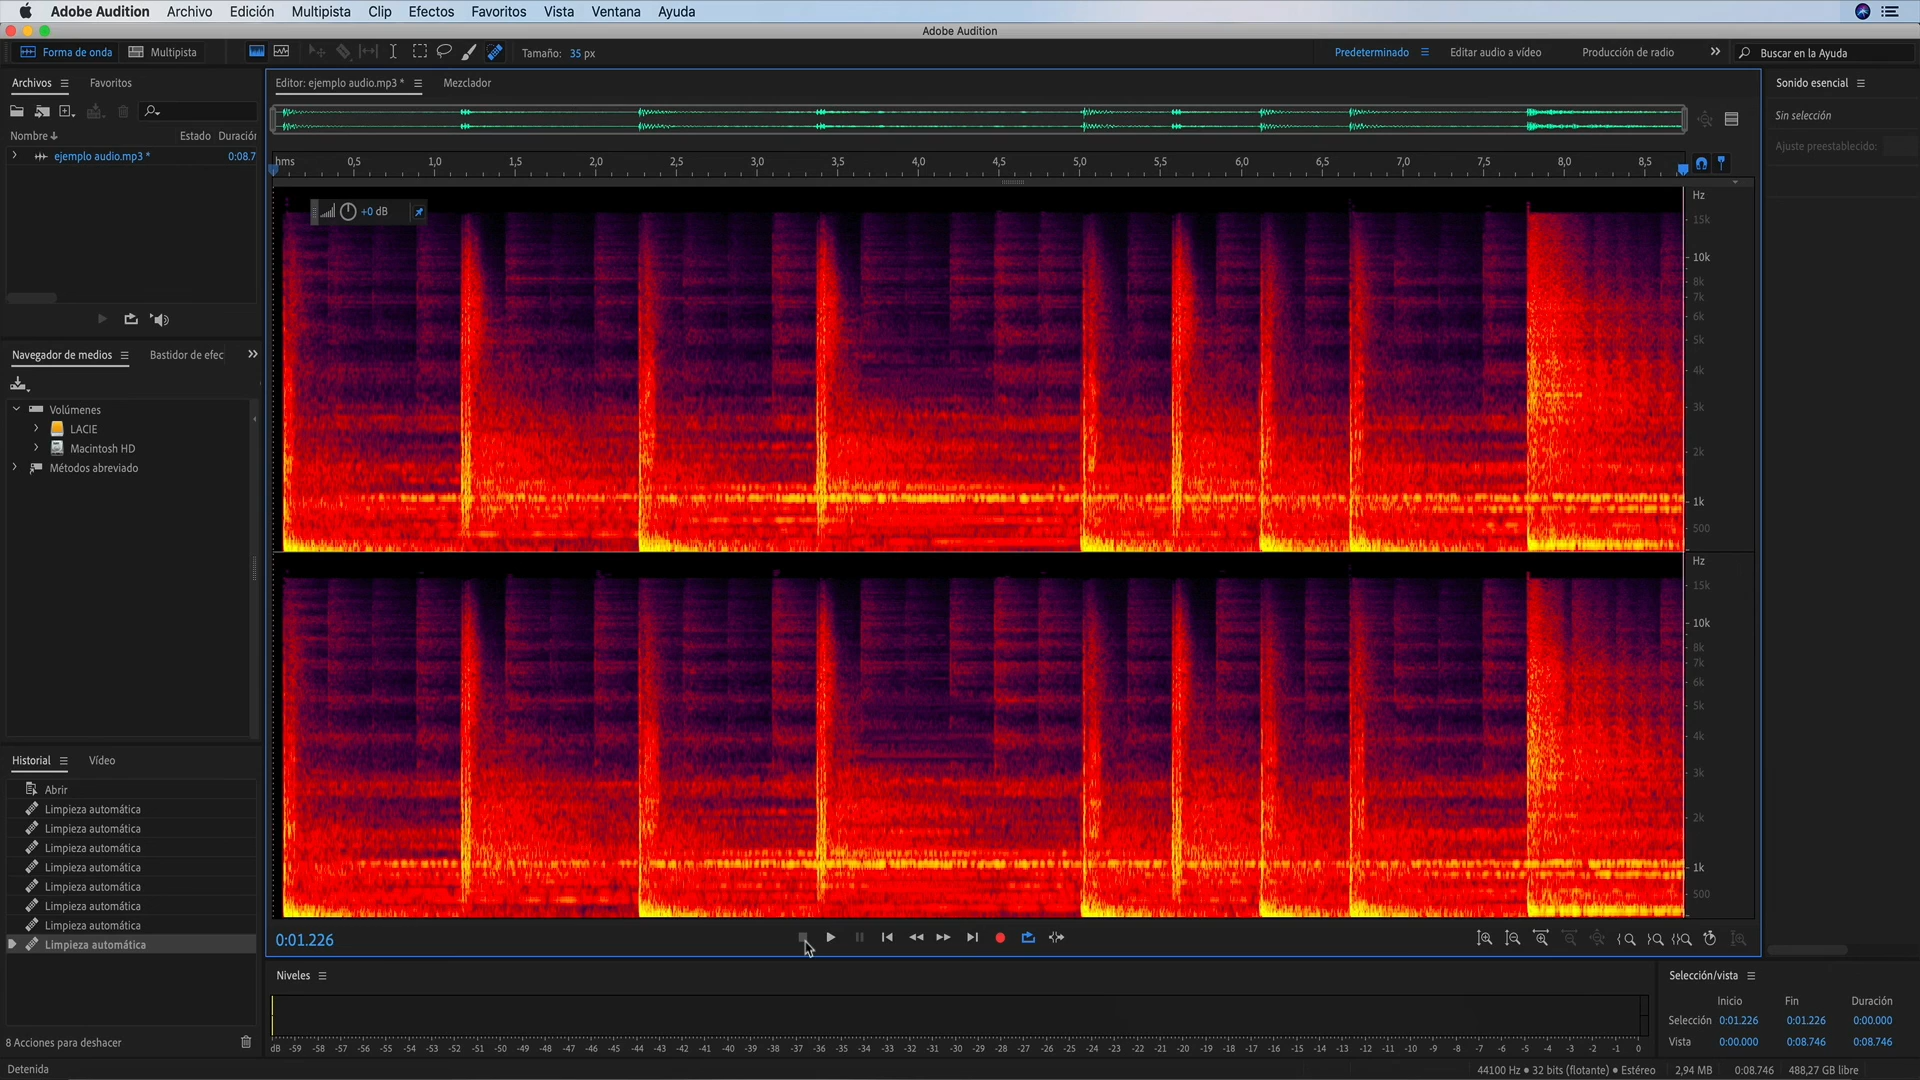 Adobe Audition Archivo Edición Multipista Clip Efectos Favoritos Vista Ventana Ayuda
Adobe Audition
Forma de onda Multipista Tamaño: 35 px Predeterminado Editar audio a vídeo Producción de radio Buscar en la Ayuda
Archivos Favoritos
Nombre Estado Duración
ejemplo audio.mp3 * 0:08.7
Editor: ejemplo audio.mp3 * Mezclador
hms 0,5 1,0 1,5 2,0 2,5 3,0 3,5 4,0 4,5 5,0 5,5 6,0 6,5 7,0 7,5 8,0 8,5
+0 dB
Hz
15k
10k
8k
7k
6k
5k
4k
3k
2k
1k
500
Hz
15k
10k
8k
7k
6k
5k
4k
3k
2k
1k
500
Sonido esencial
Sin selección
Ajuste preestablecido:
Navegador de medios Bastidor de efec
Volúmenes
LACIE
Macintosh HD
Métodos abreviado
Historial Vídeo
Abrir
Limpieza automática
Limpieza automática
Limpieza automática
Limpieza automática
Limpieza automática
Limpieza automática
Limpieza automática
Limpieza automática
8 Acciones para deshacer
Detenida
0:01.226
Niveles
dB -59 -58 -57 -56 -55 -54 -53 -52 -51 -50 -49 -48 -47 -46 -45 -44 -43 -42 -41 -40 -39 -38 -37 -36 -35 -34 -33 -32 -31 -30 -29 -28 -27 -26 -25 -24 -23 -22 -21 -20 -19 -18 -17 -16 -15 -14 -13 -12 -11 -10 -9 -8 -7 -6 -5 -4 -3 -2 -1 0
Selección/vista
Inicio Fin Duración
Selección 0:01.226 0:01.226 0:00.000
Vista 0:00.000 0:08.746 0:08.746
44100 Hz • 32 bits (flotante) • Estéreo 2,94 MB 0:08.746 488,27 GB libre